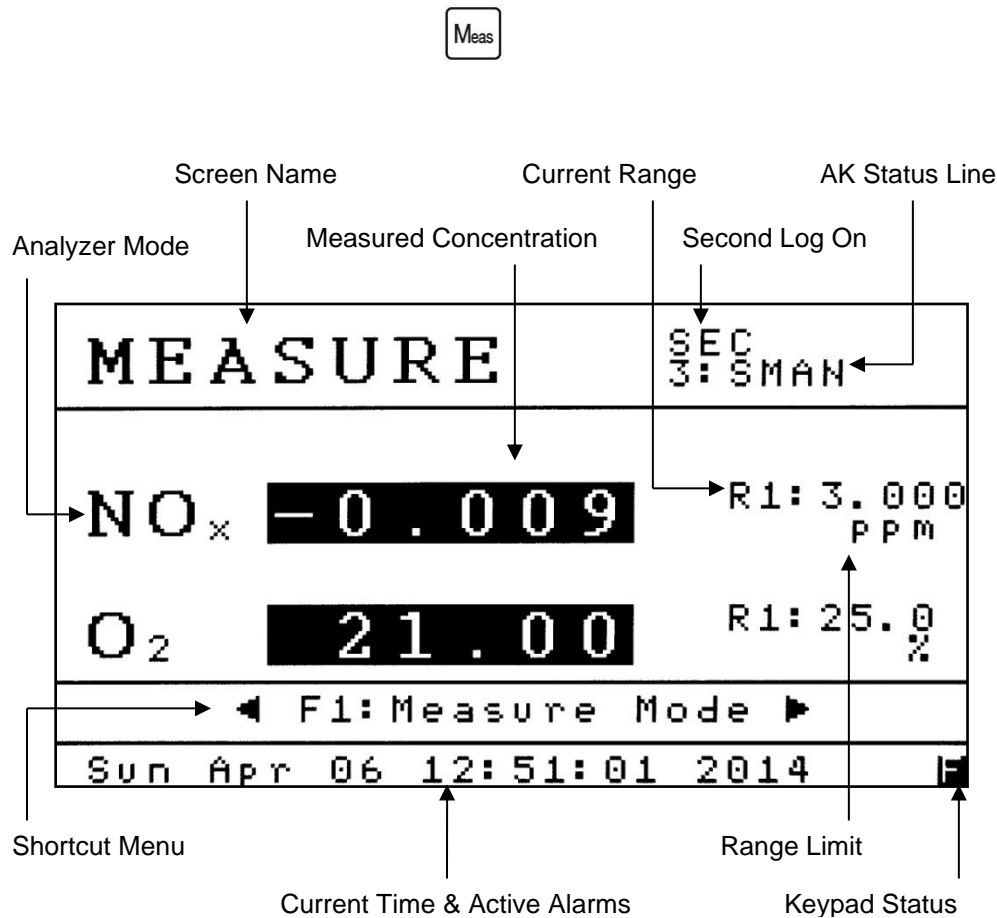 Meas
Screen Name
Current Range
AK Status Line
Analyzer Mode
Measured Concentration
Second Log On
MEASURE
SEC
3:SMAN
NOx
-0.009
R1:3.000
ppm
O2
21.00
R1:25.0
%
◀ F1:Measure Mode ▶
Sun Apr 06 12:51:01 2014 F
Shortcut Menu
Range Limit
Current Time & Active Alarms
Keypad Status